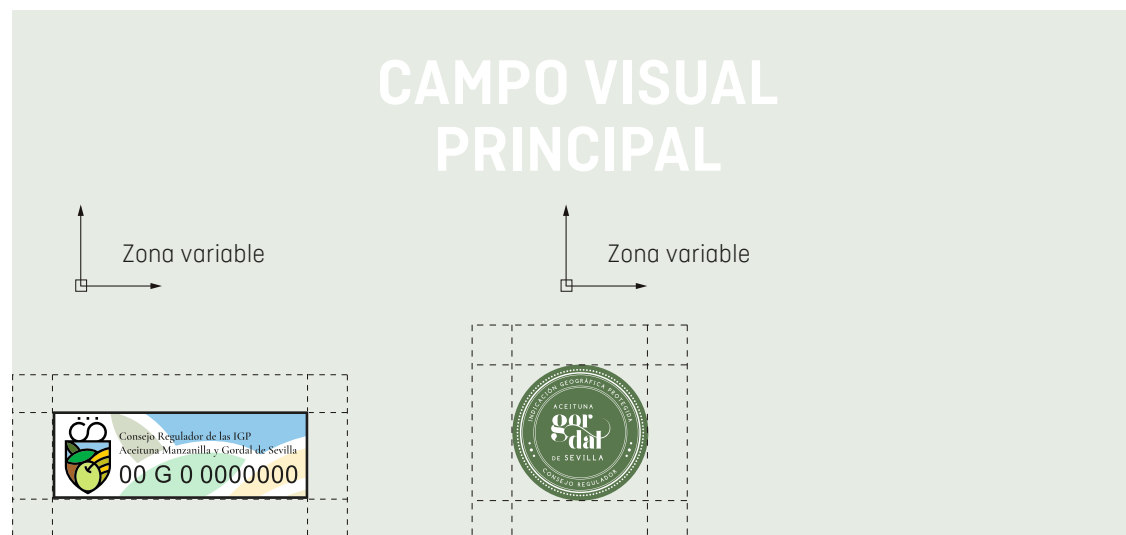 CAMPO VISUAL
PRINCIPAL
Zona variable
Zona variable
Consejo Regulador de las IGP
Aceituna Manzanilla y Gordal de Sevilla
00 G 0 0000000
INDICACIÓN GEOGRÁFICA PROTEGIDA
ACEITUNA
gor
dal
DE SEVILLA
CONSEJO REGULADOR